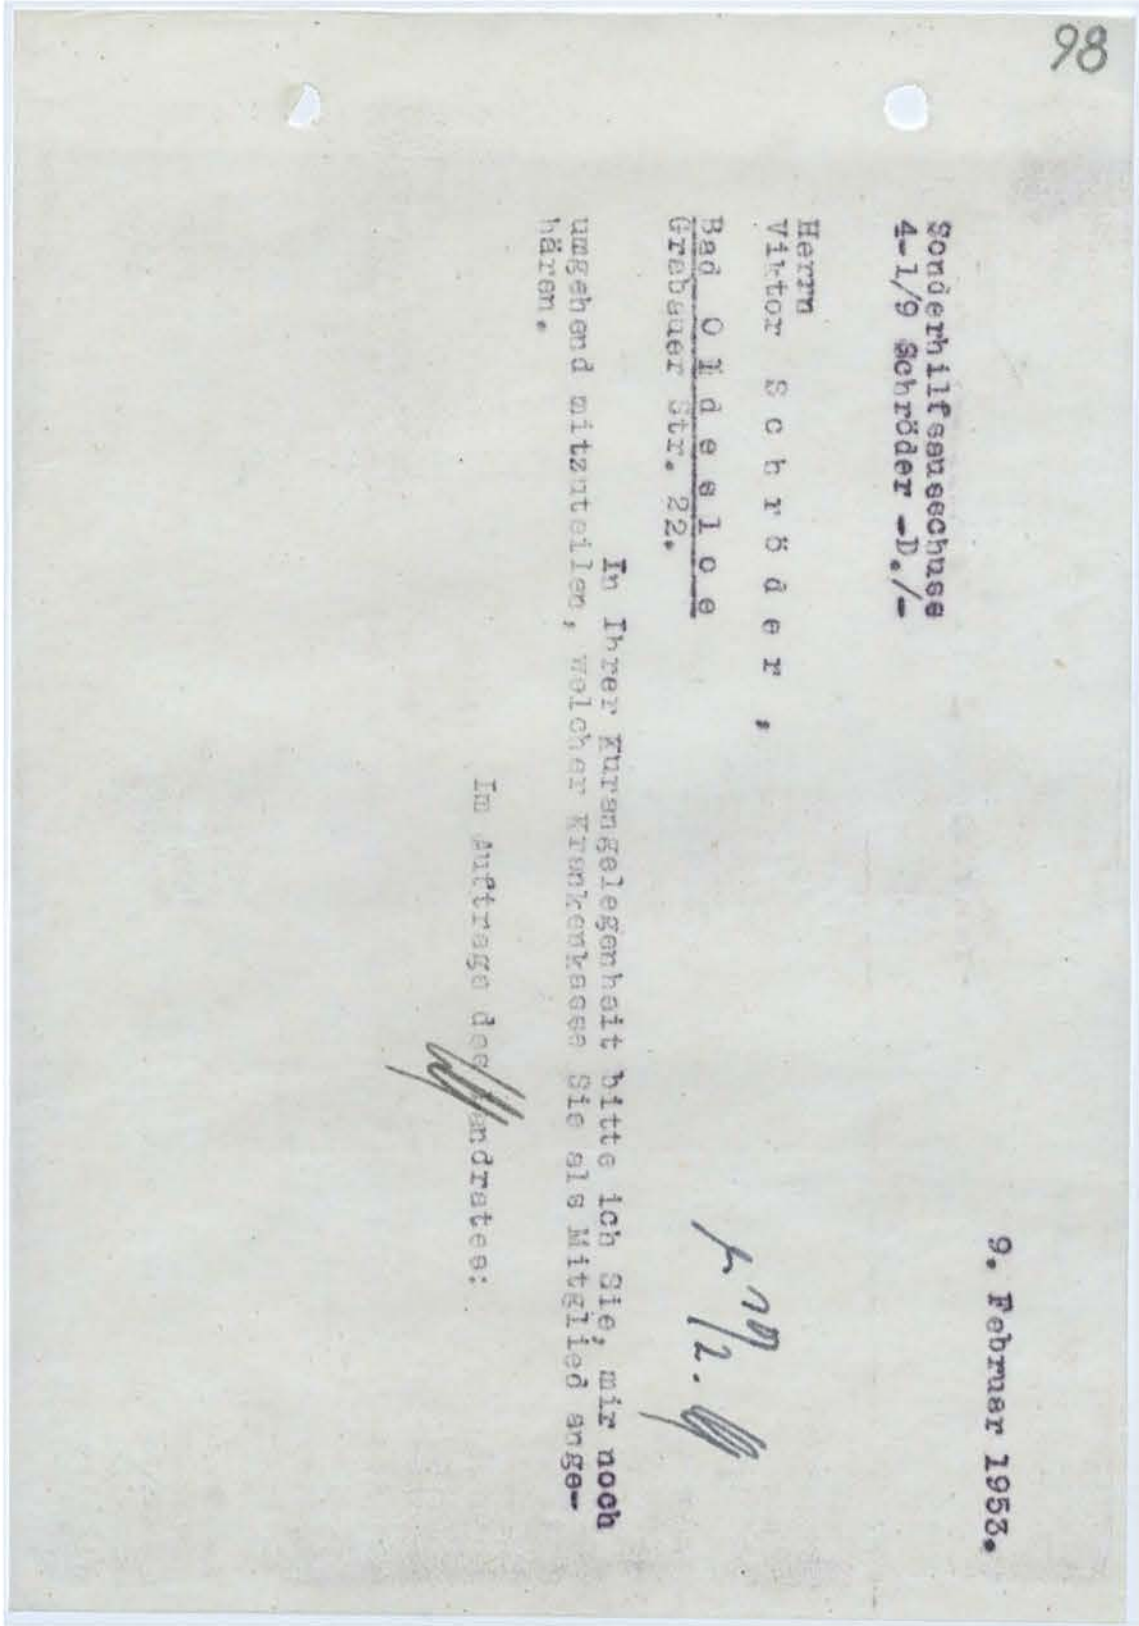 98
9. Februar 1953.
Sonderhilfsausschuss
4-1/9 Schröder -D./-
Herrn
Viktor S c h r ö d e r ,
Bad O l d e s l o e
Grabauer Str. 22.
In Ihrer Kurangelegenheit bitte ich Sie, mir noch
umgehend mitzuteilen, welcher Krankenkasse Sie als Mitglied ange-
hären.
Im Auftrage des Landrates: